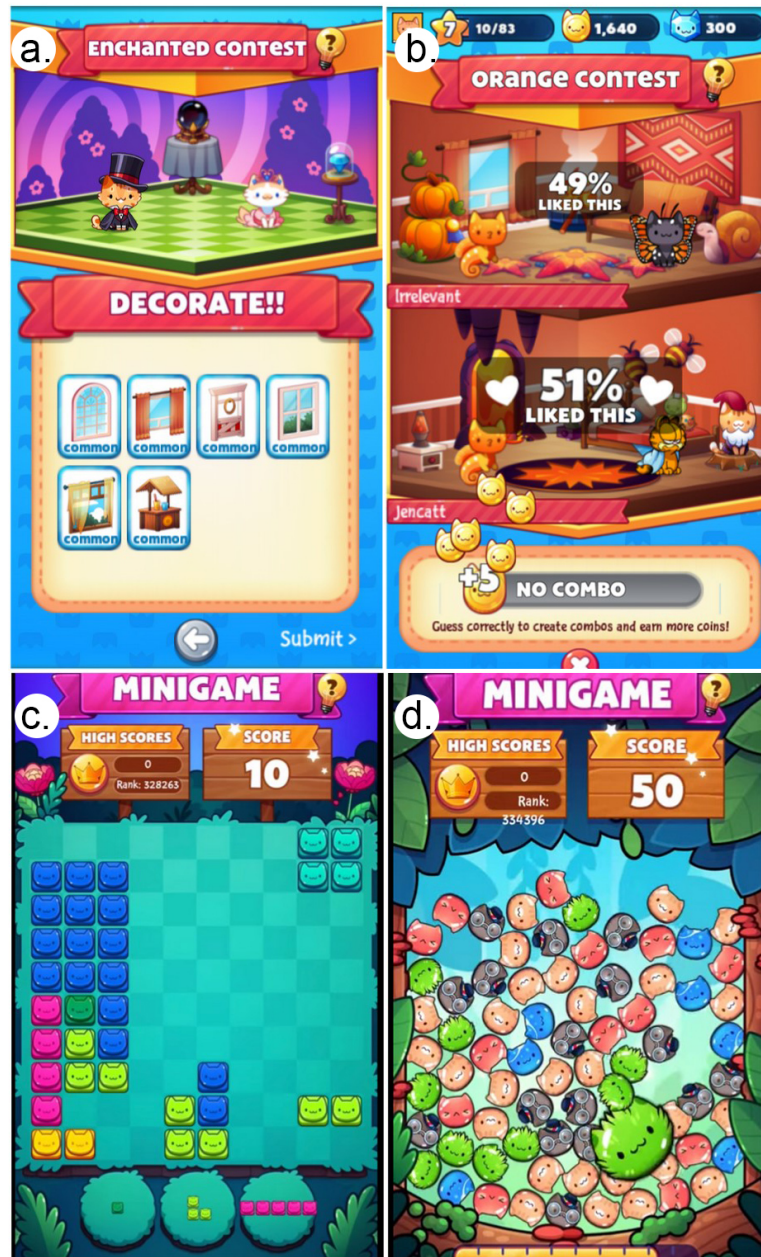 a.
ENCHANTED CONTEST
?
DECORATE!!
common
common
common
common
common
common
Submit >
b.
7
10/83
1,640
300
ORANGE CONTEST
?
49%
LIKED THIS
Irrelevant
51%
LIKED THIS
Jencatt
+5
NO COMBO
Guess correctly to create combos and earn more coins!
c.
MINIGAME
?
HIGH SCORES
0
Rank: 328263
SCORE
10
d.
MINIGAME
?
HIGH SCORES
0
Rank:
334396
SCORE
50